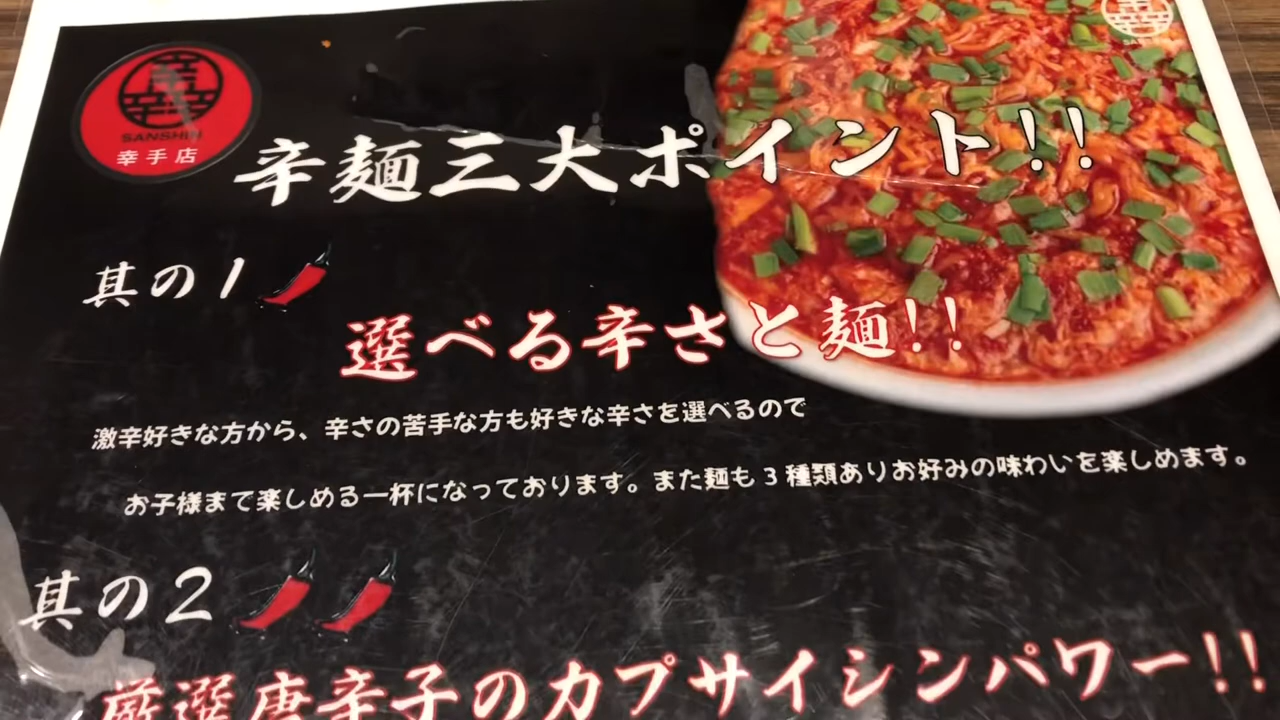 SANSHIN
幸手店
辛麺三大ポイント!!
其の1
選べる辛さと麺!!
激辛好きな方から、辛さの苦手な方も好きな辛さを選べるので
お子様まで楽しめる一杯になっております。また麺も3種類ありお好みの味わいを楽しめます。
其の2
厳選唐辛子のカプサイシンパワー!!